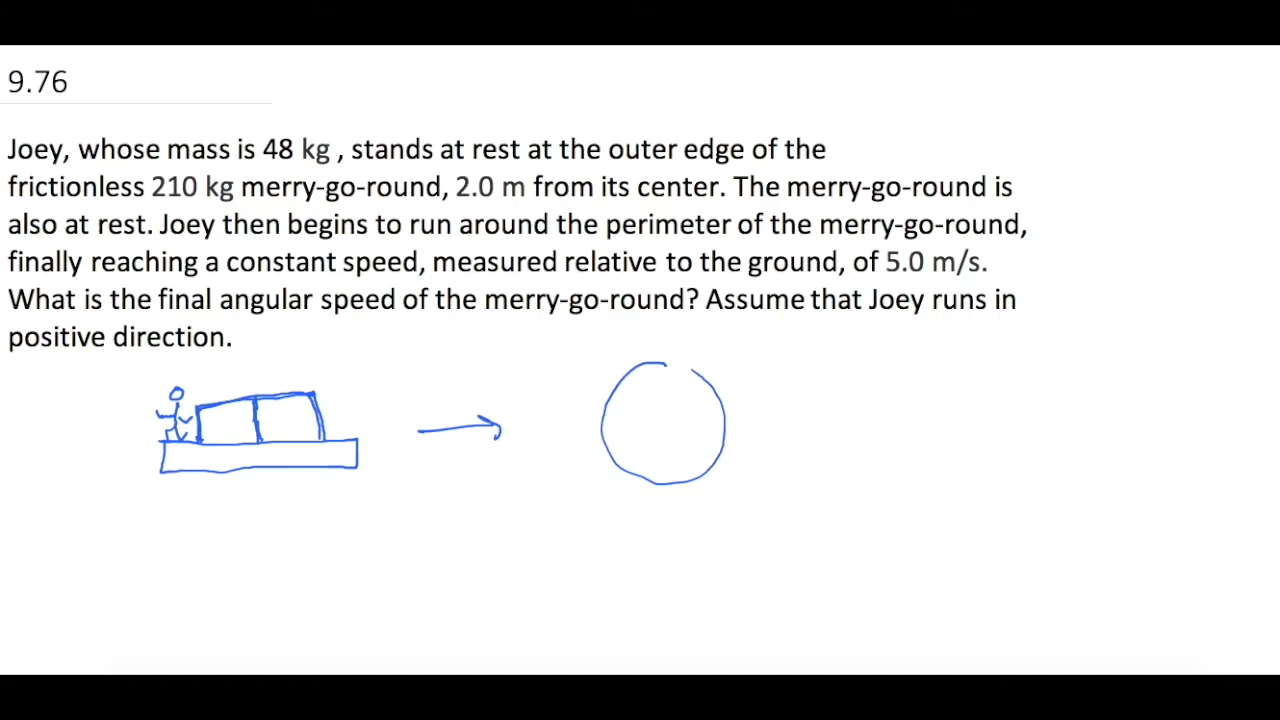 9.76
Joey, whose mass is 48 kg , stands at rest at the outer edge of the
frictionless 210 kg merry-go-round, 2.0 m from its center. The merry-go-round is
also at rest. Joey then begins to run around the perimeter of the merry-go-round,
finally reaching a constant speed, measured relative to the ground, of 5.0 m/s.
What is the final angular speed of the merry-go-round? Assume that Joey runs in
positive direction.